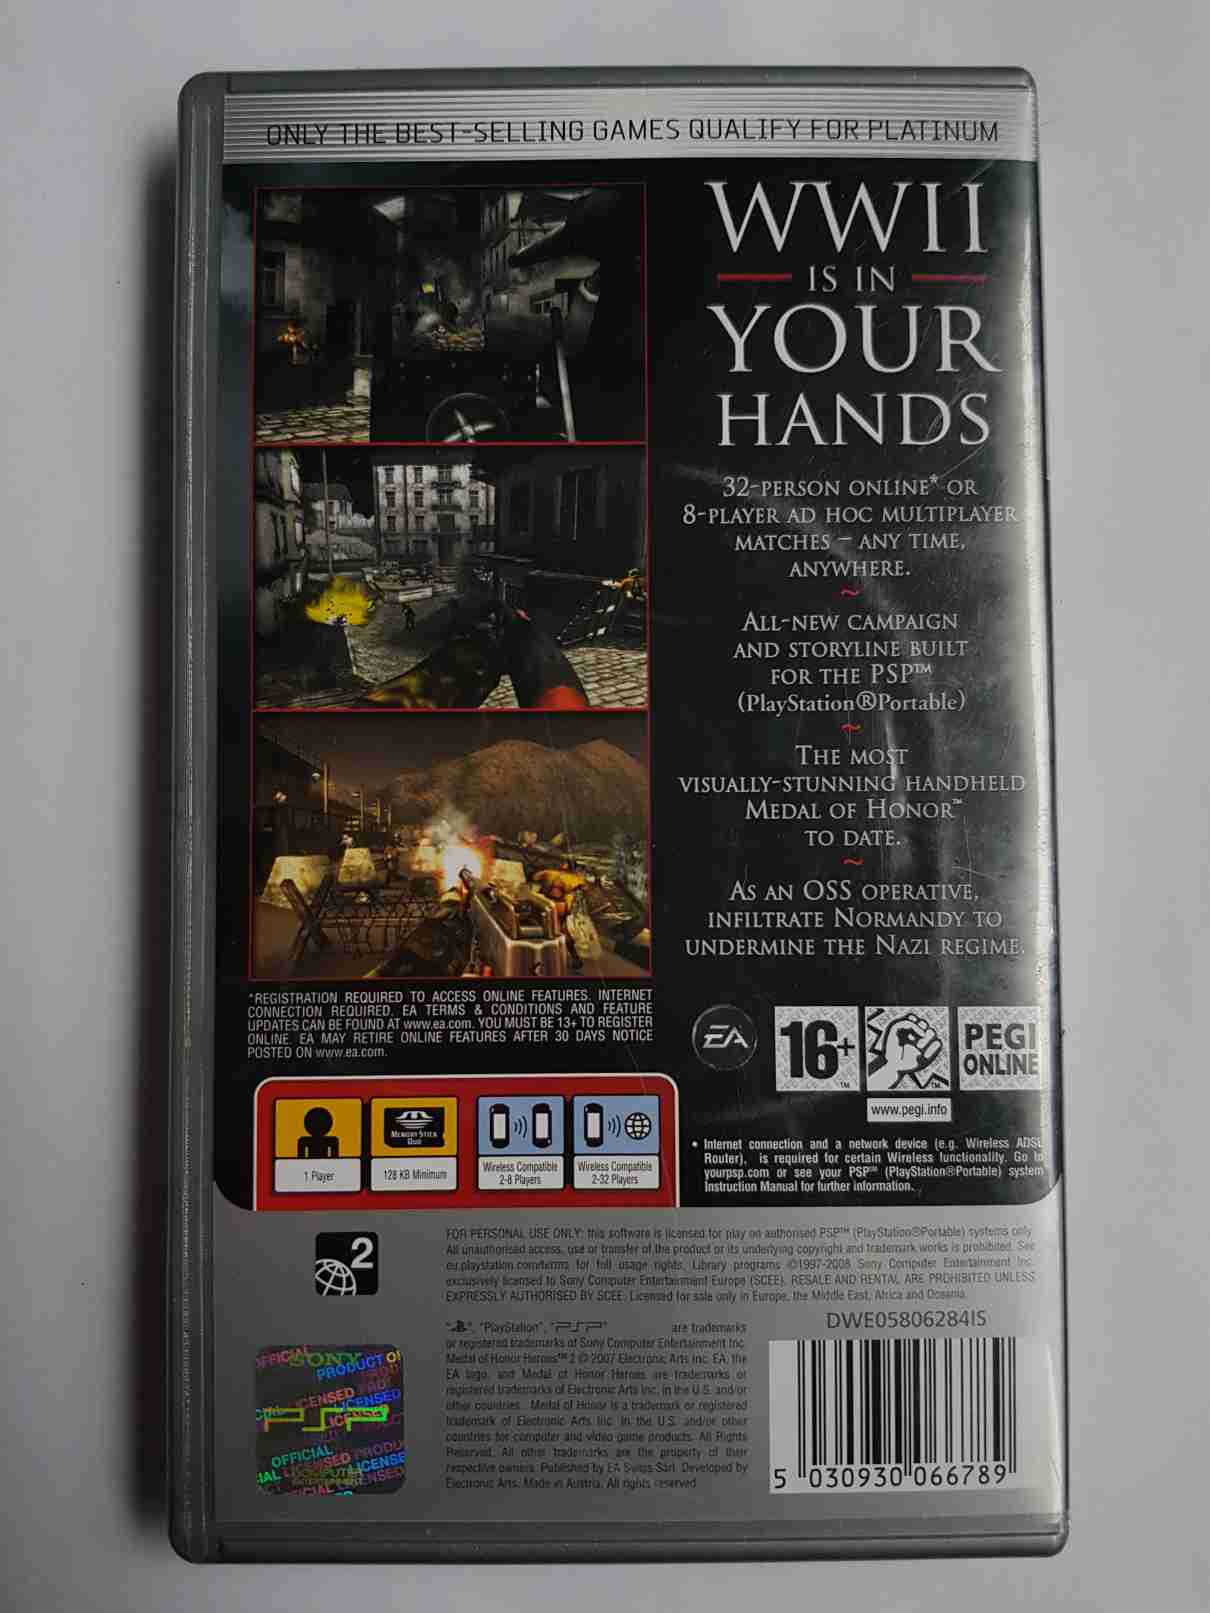 ONLY THE BEST-SELLING GAMES QUALIFY FOR PLATINUM
WWII
IS IN
YOUR
HANDS
32-PERSON ONLINE* OR
8-PLAYER AD HOC MULTIPLAYER
MATCHES – ANY TIME,
ANYWHERE.
~
ALL-NEW CAMPAIGN
AND STORYLINE BUILT
FOR THE PSP™
(PlayStation®Portable)
~
THE MOST
VISUALLY-STUNNING HANDHELD
MEDAL OF HONOR™
TO DATE.
~
AS AN OSS OPERATIVE,
INFILTRATE NORMANDY TO
UNDERMINE THE NAZI REGIME.
*REGISTRATION REQUIRED TO ACCESS ONLINE FEATURES. INTERNET
CONNECTION REQUIRED. EA TERMS & CONDITIONS AND FEATURE
UPDATES CAN BE FOUND AT www.ea.com. YOU MUST BE 13+ TO REGISTER
ONLINE. EA MAY RETIRE ONLINE FEATURES AFTER 30 DAYS NOTICE
POSTED ON www.ea.com.
EA
16+
™
™
PEGI
ONLINE
www.pegi.info
1 Player
MEMORY STICK
DUO
128 KB Minimum
Wireless Compatible
2-8 Players
Wireless Compatible
2-32 Players
• Internet connection and a network device (e.g. Wireless ADSL
Router), is required for certain Wireless functionality. Go to
yourpsp.com or see your PSP™ (PlayStation®Portable) system
Instruction Manual for further information.
2
FOR PERSONAL USE ONLY: this software is licensed for play on authorised PSP™ (PlayStation®Portable) systems only.
All unauthorised access, use or transfer of the product or its underlying copyright and trademark works is prohibited. See
eu.playstation.com/terms for full usage rights. Library programs ©1997-2008 Sony Computer Entertainment Inc.
exclusively licensed to Sony Computer Entertainment Europe (SCEE). RESALE AND RENTAL ARE PROHIBITED UNLESS
EXPRESSLY AUTHORISED BY SCEE. Licensed for sale only in Europe, the Middle East, Africa and Oceania.
DWE05806284IS
" ", "PlayStation", "PSP" are trademarks
or registered trademarks of Sony Computer Entertainment Inc.
Medal of Honor Heroes™ 2 © 2007 Electronic Arts Inc. EA, the
EA logo, and Medal of Honor Heroes are trademarks or
registered trademarks of Electronic Arts Inc. in the U.S. and/or
other countries. Medal of Honor is a trademark or registered
trademark of Electronic Arts Inc. in the U.S. and/or other
countries for computer and video game products. All Rights
Reserved. All other trademarks are the property of their
respective owners. Published by EA Swiss Sàrl. Developed by
Electronic Arts. Made in Austria. All rights reserved.
SONY
OFFICIAL
PRODUCT
LICENSED
PSP
OFFICIAL
LICENSED PRODU
COMPUTER
ENTERTAINMENT
5 030930 066789